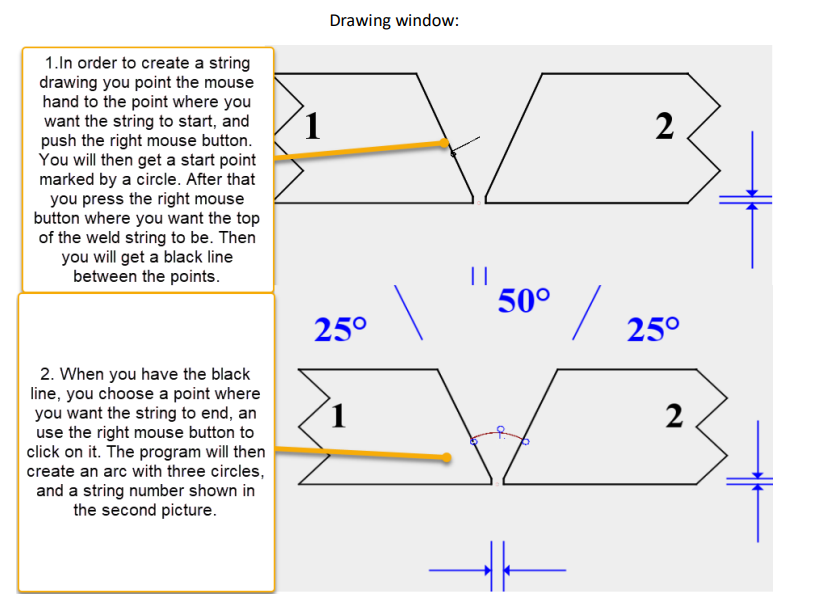 Drawing window:
1.In order to create a string
drawing you point the mouse
hand to the point where you
want the string to start, and
push the right mouse button.
You will then get a start point
marked by a circle. After that
you press the right mouse
button where you want the top
of the weld string to be. Then
you will get a black line
between the points.
1
2
25° 50° 25°
2. When you have the black
line, you choose a point where
you want the string to end, an
use the right mouse button to
click on it. The program will then
create an arc with three circles,
and a string number shown in
the second picture.
1
2